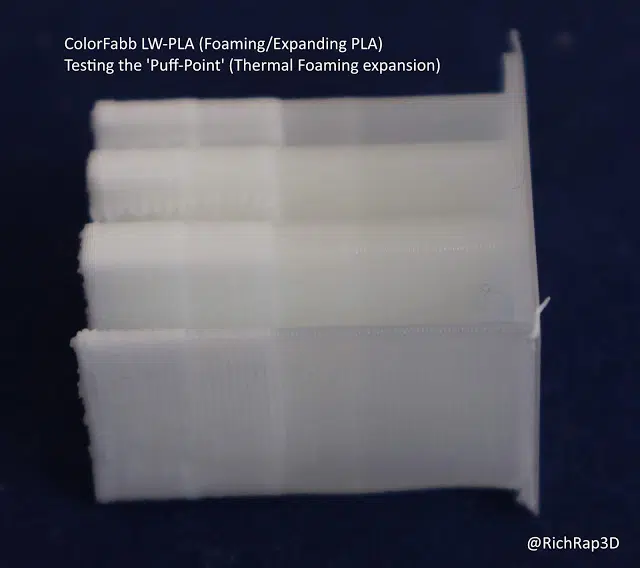 ColorFabb LW-PLA (Foaming/Expanding PLA)
Testing the 'Puff-Point' (Thermal Foaming expansion)
@RichRap3D